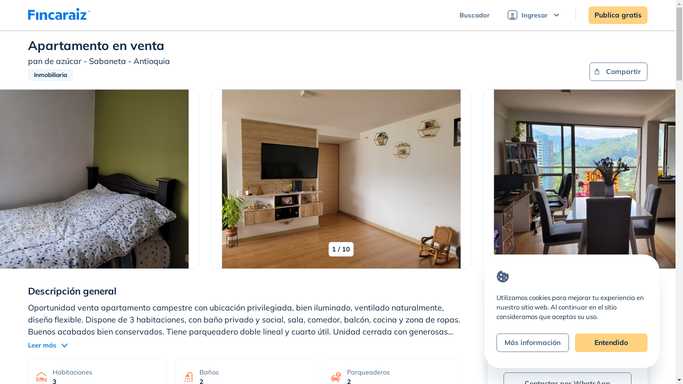 Fincaraiz
Buscador
Ingresar
Publica gratis
Apartamento en venta
pan de azúcar - Sabaneta - Antioquia
Inmobiliaria
Compartir
1 / 10
Descripción general
Oportunidad venta apartamento campestre con ubicación privilegiada, bien iluminado, ventilado naturalmente,
diseño flexible. Dispone de 3 habitaciones, con baño privado y social, sala, comedor, balcón, cocina y zona de ropas.
Buenos acabados bien conservados. Tiene parqueadero doble lineal y cuarto útil. Unidad cerrada con generosas...
Leer más
Habitaciones
3
Baños
2
Parqueaderos
2
Utilizamos cookies para mejorar tu experiencia en
nuestro sitio web. Al continuar en el sitio
consideramos que aceptas su uso.
Más información
Entendido
Contactar por WhatsApp